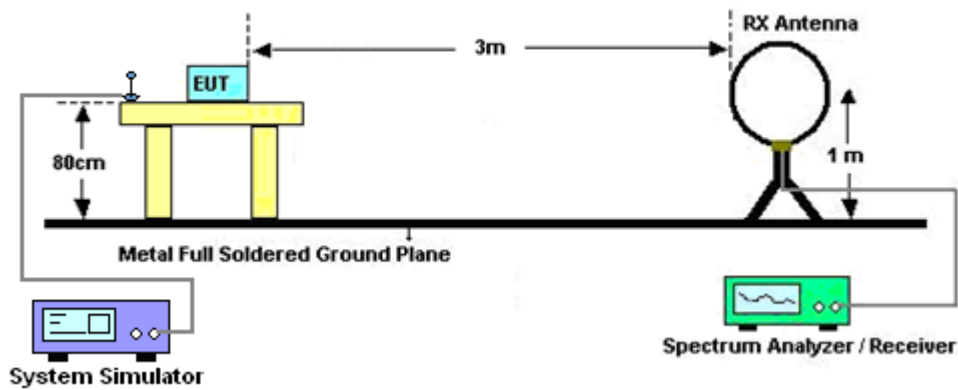 RX Antenna
3m
EUT
80cm
1 m
Metal Full Soldered Ground Plane
System Simulator
Spectrum Analyzer / Receiver